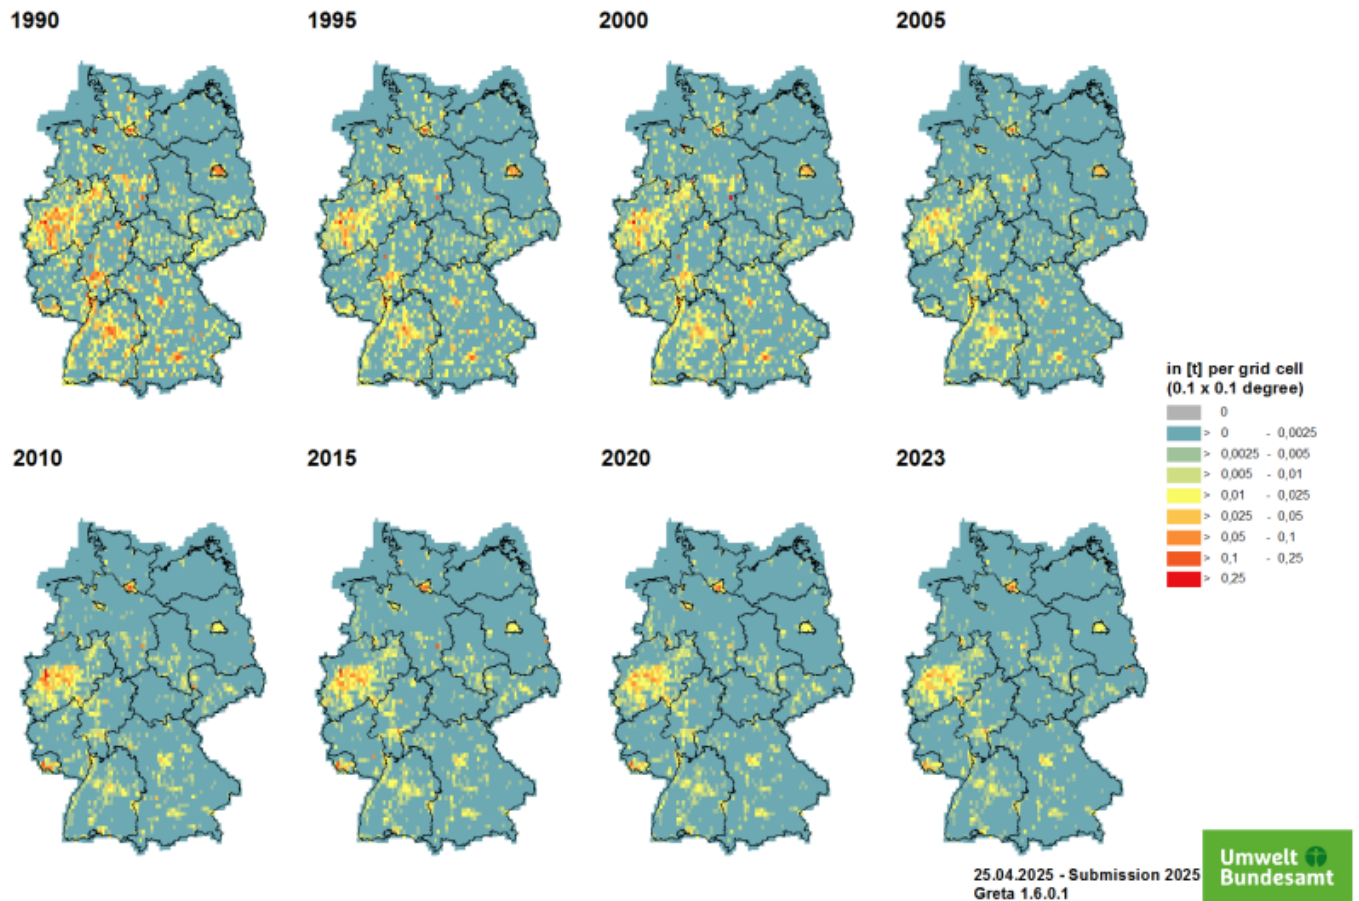 1990
1995
2000
2005
in [t] per grid cell
(0.1 x 0.1 degree)
0
> 0 - 0,0025
> 0,0025 - 0,005
> 0,005 - 0,01
> 0,01 - 0,025
> 0,025 - 0,05
> 0,05 - 0,1
> 0,1 - 0,25
> 0,25
2010
2015
2020
2023
25.04.2025 - Submission 2025
Greta 1.6.0.1
Umwelt
Bundesamt